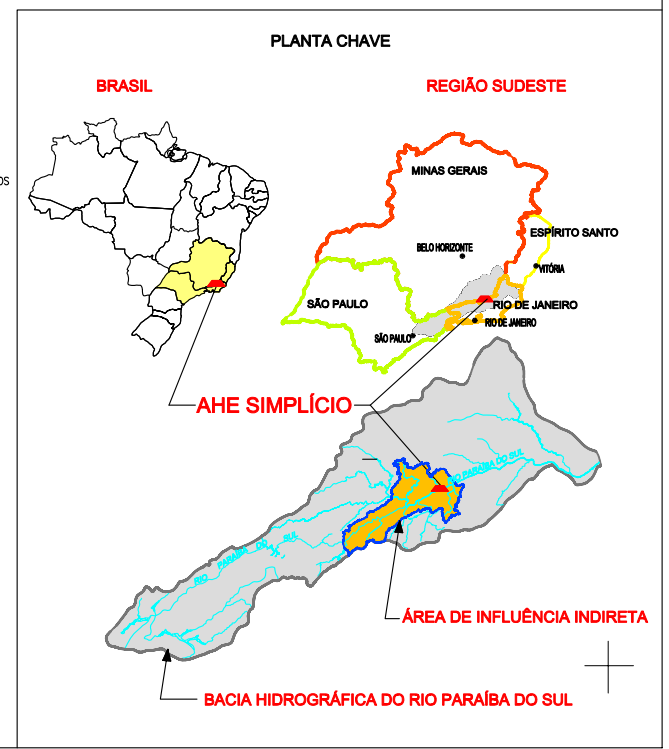 PLANTA CHAVE
BRASIL
REGIÃO SUDESTE
OS
MINAS GERAIS
ESPÍRITO SANTO
BELO HORIZONTE
VITÓRIA
SÃO PAULO
RIO DE JANEIRO
RIO DE JANEIRO
SÃO PAULO
AHE SIMPLÍCIO
RIO PARAÍBA DO SUL
RIO PARAÍBA DO SUL
ÁREA DE INFLUÊNCIA INDIRETA
BACIA HIDROGRÁFICA DO RIO PARAÍBA DO SUL